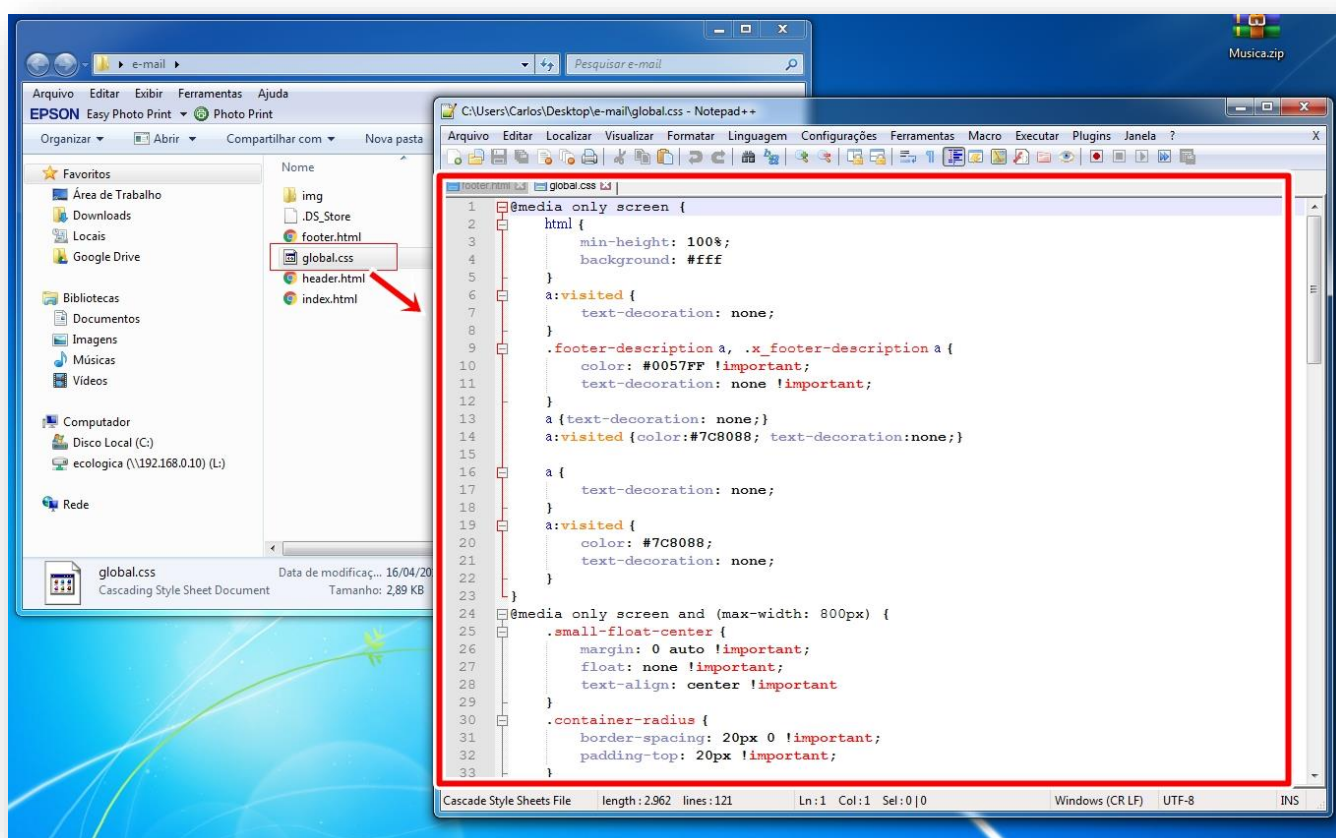 Musica.zip
e-mail
Pesquisar e-mail
Arquivo Editar Exibir Ferramentas Ajuda
EPSON Easy Photo Print Photo Print
Organizar Abrir Compartilhar com Nova pasta
Favoritos
Área de Trabalho
Downloads
Locais
Google Drive
Bibliotecas
Documentos
Imagens
Músicas
Vídeos
Computador
Disco Local (C:)
ecologica (\\192.168.0.10) (L:)
Rede
Nome
img
.DS_Store
footer.html
global.css
header.html
index.html
global.css Data de modificaç... 16/04/20
Cascading Style Sheet Document Tamanho: 2,89 KB
C:\Users\Carlos\Desktop\e-mail\global.css - Notepad++
Arquivo Editar Localizar Visualizar Formatar Linguagem Configurações Ferramentas Macro Executar Plugins Janela ? X
footer.html global.css
1 @media only screen {
2 html {
3 min-height: 100%;
4 background: #fff
5 }
6 a:visited {
7 text-decoration: none;
8 }
9 .footer-description a, .x_footer-description a {
10 color: #0057FF !important;
11 text-decoration: none !important;
12 }
13 a {text-decoration: none;}
14 a:visited {color:#7C8088; text-decoration:none;}
15
16 a {
17 text-decoration: none;
18 }
19 a:visited {
20 color: #7C8088;
21 text-decoration: none;
22 }
23 }
24 @media only screen and (max-width: 800px) {
25 .small-float-center {
26 margin: 0 auto !important;
27 float: none !important;
28 text-align: center !important
29 }
30 .container-radius {
31 border-spacing: 20px 0 !important;
32 padding-top: 20px !important;
33 }
Cascade Style Sheets File length : 2.962 lines : 121 Ln : 1 Col : 1 Sel : 0 | 0 Windows (CR LF) UTF-8 INS